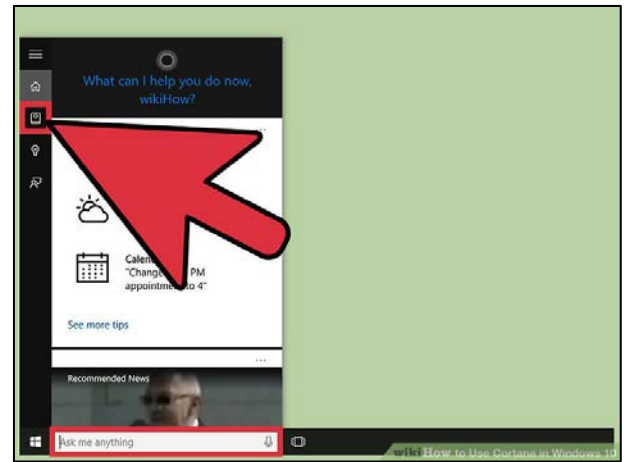 What can I help you do now,
wikiHow?
Calen
"Change PM
appointment to 4"
See more tips
Recommended News
Ask me anything
wikiHow to Use Cortana in Windows 10